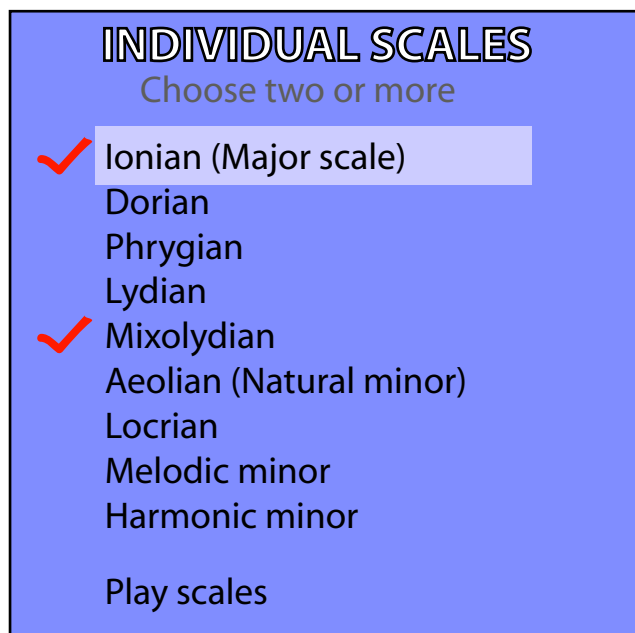 INDIVIDUAL SCALES
Choose two or more
Ionian (Major scale)
Dorian
Phrygian
Lydian
Mixolydian
Aeolian (Natural minor)
Locrian
Melodic minor
Harmonic minor
Play scales